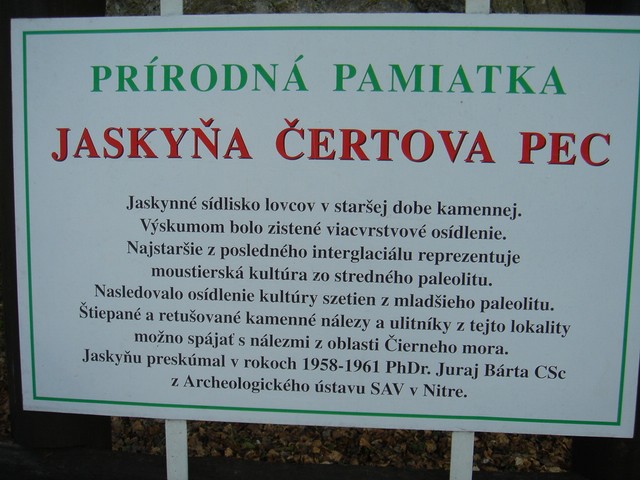 PRÍRODNÁ PAMIATKA
JASKYŇA ČERTOVA PEC
Jaskynné sídlisko lovcov v staršej dobe kamennej.
Výskumom bolo zistené viacvrstvové osídlenie.
Najstaršie z posledného interglaciálu reprezentuje
moustierská kultúra zo stredného paleolitu.
Nasledovalo osídlenie kultúry szetien z mladšieho paleolitu.
Štiepané a retušované kamenné nálezy a ulitníky z tejto lokality
možno spájať s nálezmi z oblasti Čierneho mora.
Jaskyňu preskúmal v rokoch 1958-1961 PhDr. Juraj Bárta CSc
z Archeologického ústavu SAV v Nitre.